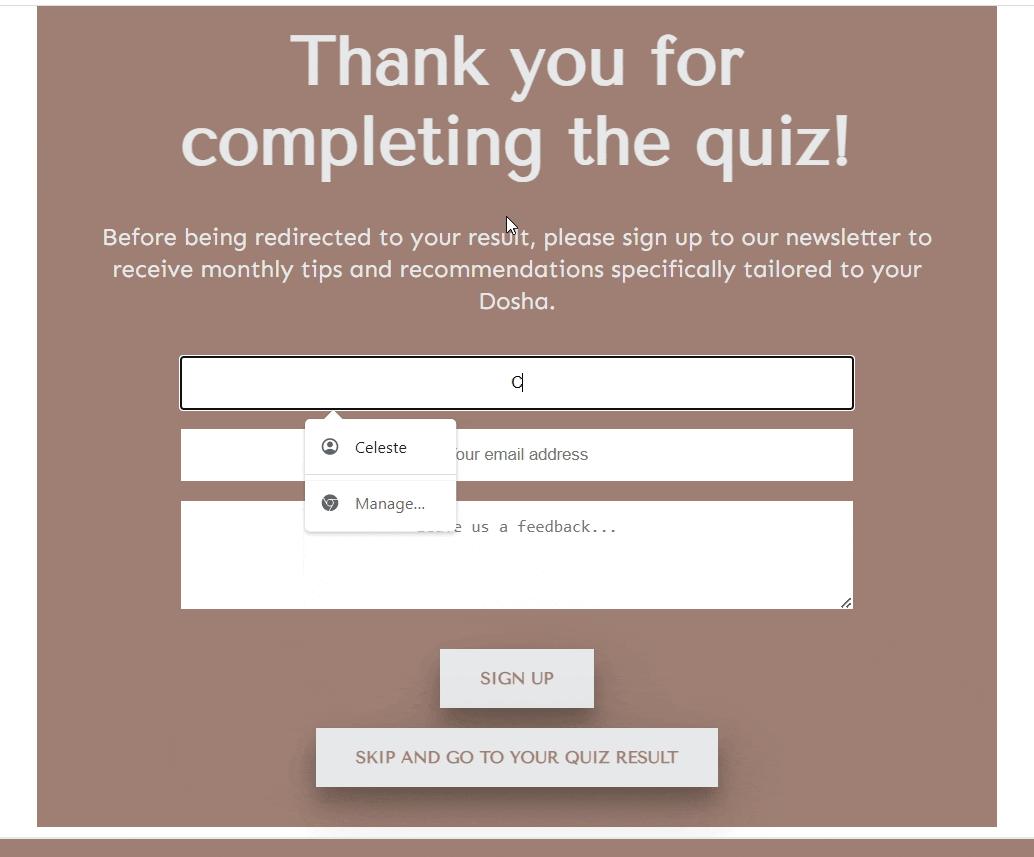 Thank you for
completing the quiz!
Before being redirected to your result, please sign up to our newsletter to
receive monthly tips and recommendations specifically tailored to your
Dosha.
C
Celeste
our email address
Manage...
us a feedback...
SIGN UP
SKIP AND GO TO YOUR QUIZ RESULT